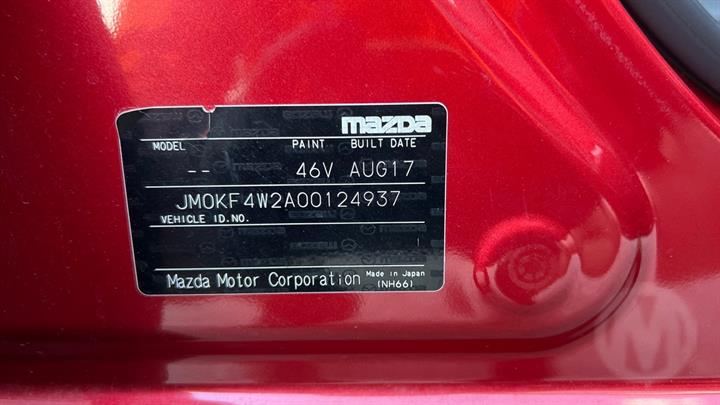 mazda
MODEL PAINT BUILT DATE
-- 46V AUG17
JM0KF4W2A00124937
VEHICLE ID.NO.
Mazda Motor Corporation Made in Japan
(NH66)
M